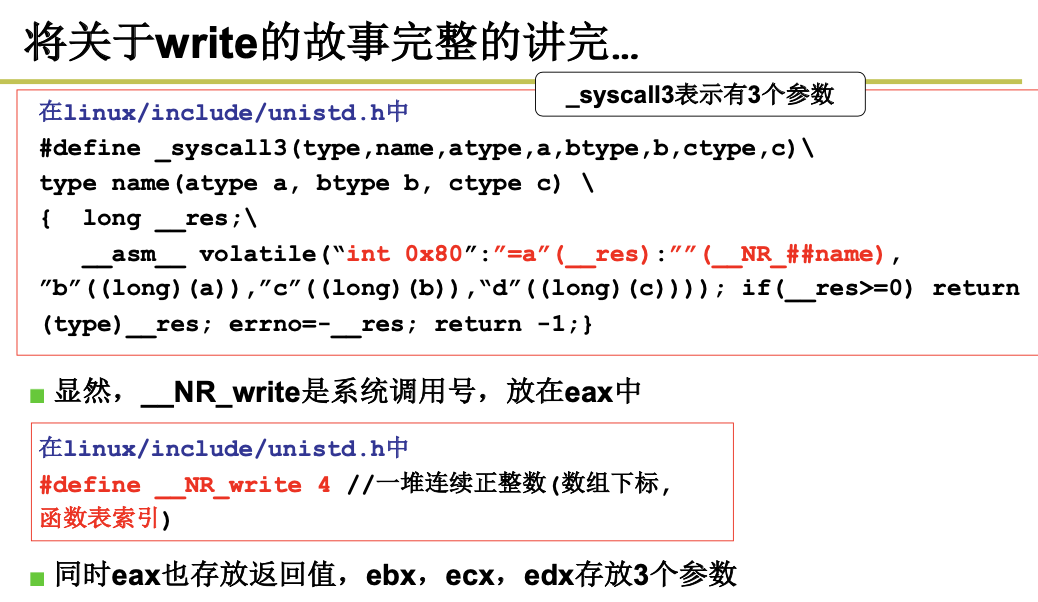 将关于write的故事完整的讲完…
_syscall3表示有3个参数
在linux/include/unistd.h中
#define _syscall3(type,name,atype,a,btype,b,ctype,c)\
type name(atype a, btype b, ctype c) \
{  long __res;\
__asm__ volatile(“int 0x80”:”=a”(__res):””(__NR_##name),
”b”((long)(a)),”c”((long)(b)),“d”((long)(c)))); if(__res>=0) return
(type)__res; errno=-__res; return -1;}
显然，__NR_write是系统调用号，放在eax中
在linux/include/unistd.h中
#define __NR_write 4 //一堆连续正整数(数组下标,
函数表索引)
同时eax也存放返回值，ebx，ecx，edx存放3个参数